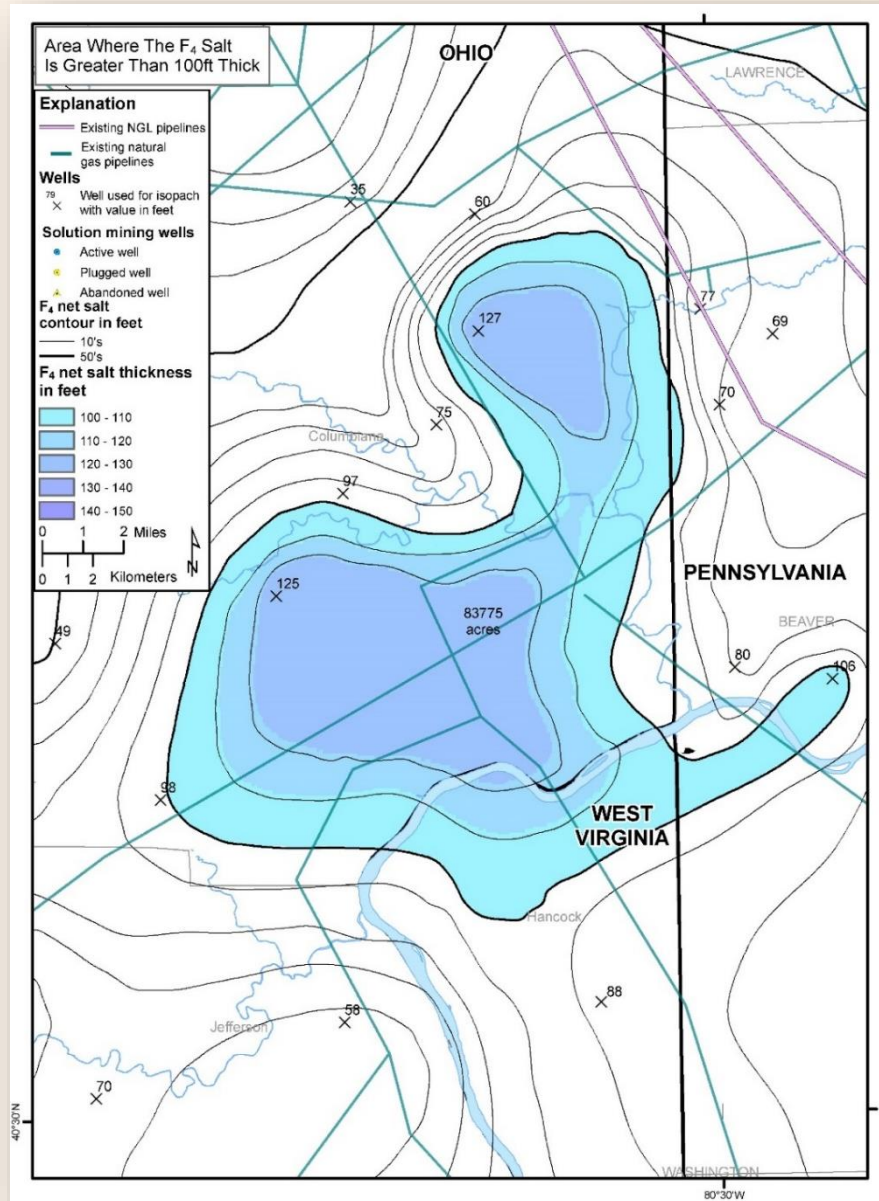 Area Where The F₄ Salt
Is Greater Than 100ft Thick
Explanation
Existing NGL pipelines
Existing natural
gas pipelines
Wells
79
Well used for isopach
with value in feet
Solution mining wells
Active well
Plugged well
Abandoned well
F₄ net salt
contour in feet
10's
50's
F₄ net salt thickness
in feet
100 - 110
110 - 120
120 - 130
130 - 140
140 - 150
0 1 2 Miles
0 1 2
Kilometers
N
OHIO
LAWRENCE
35
60
77
127
69
70
75
Columbiana
97
PENNSYLVANIA
125
83775
acres
BEAVER
49
80
106
98
WEST
VIRGINIA
Hancock
88
58
Jefferson
70
40°30'N
WASHINGTON
80°30'W